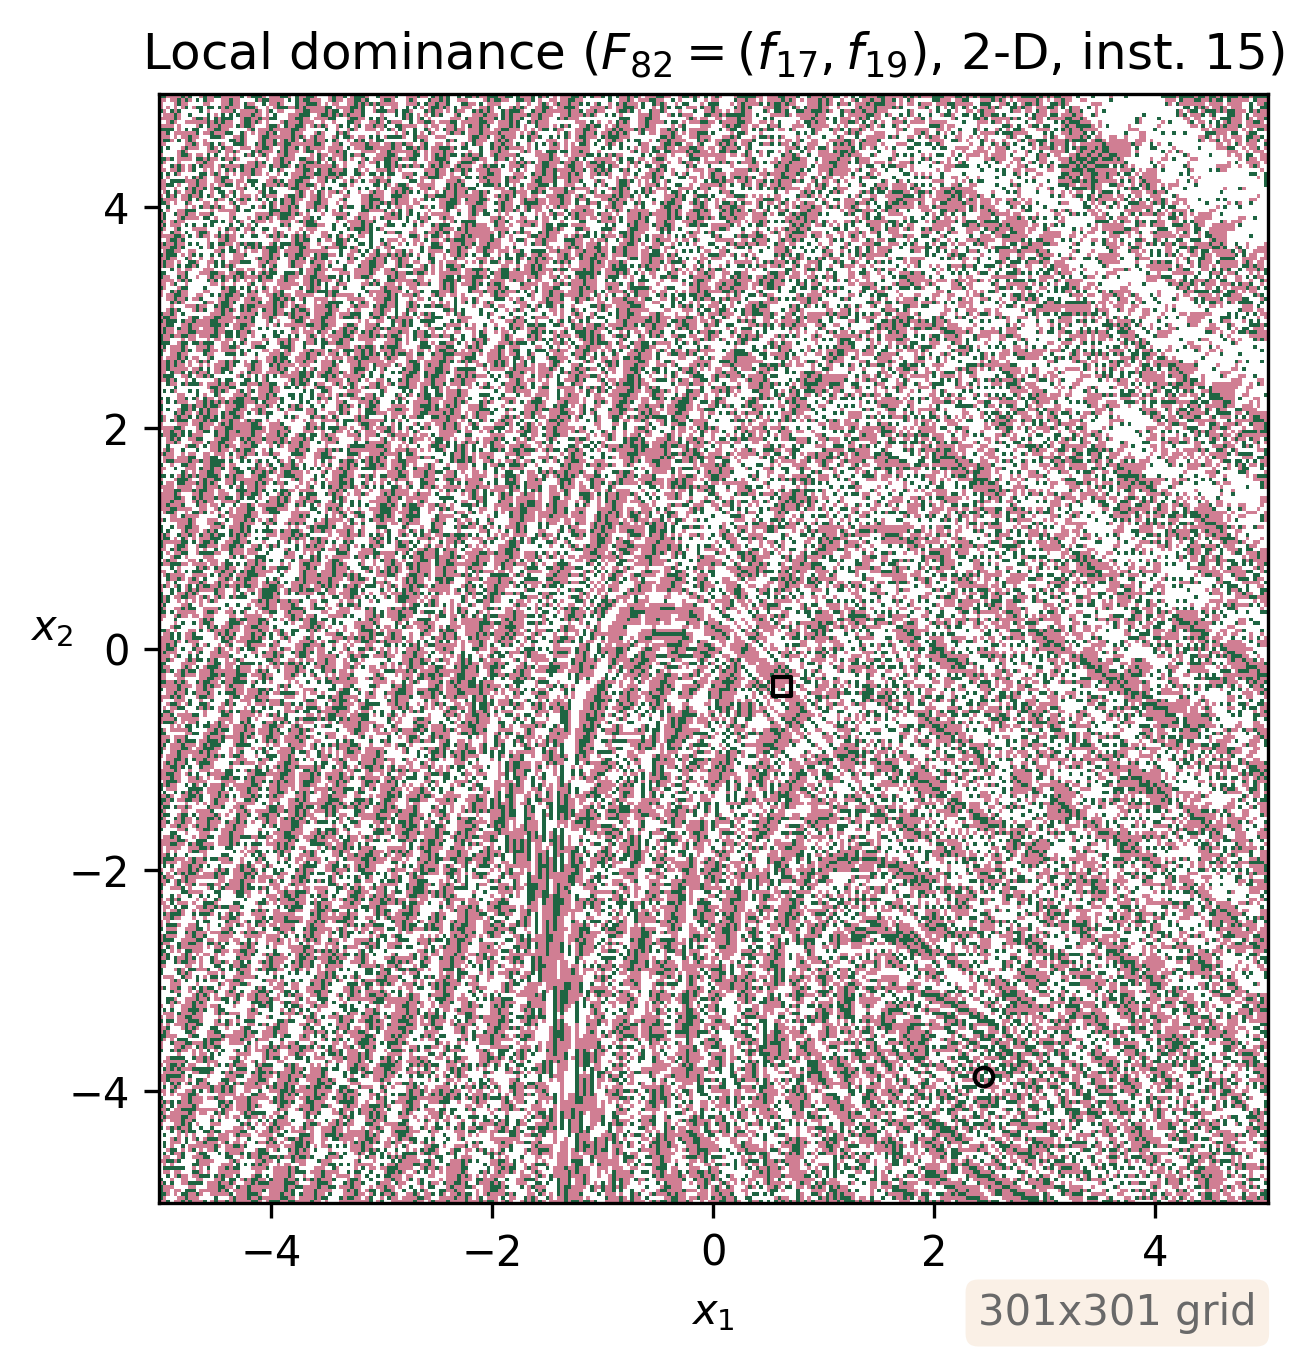 Local dominance (F₈₂ = (f₁₇, f₁₉), 2-D, inst. 15)
4
2
x₂ 0
−2
−4
−4 −2 0 2 4
x₁
301x301 grid